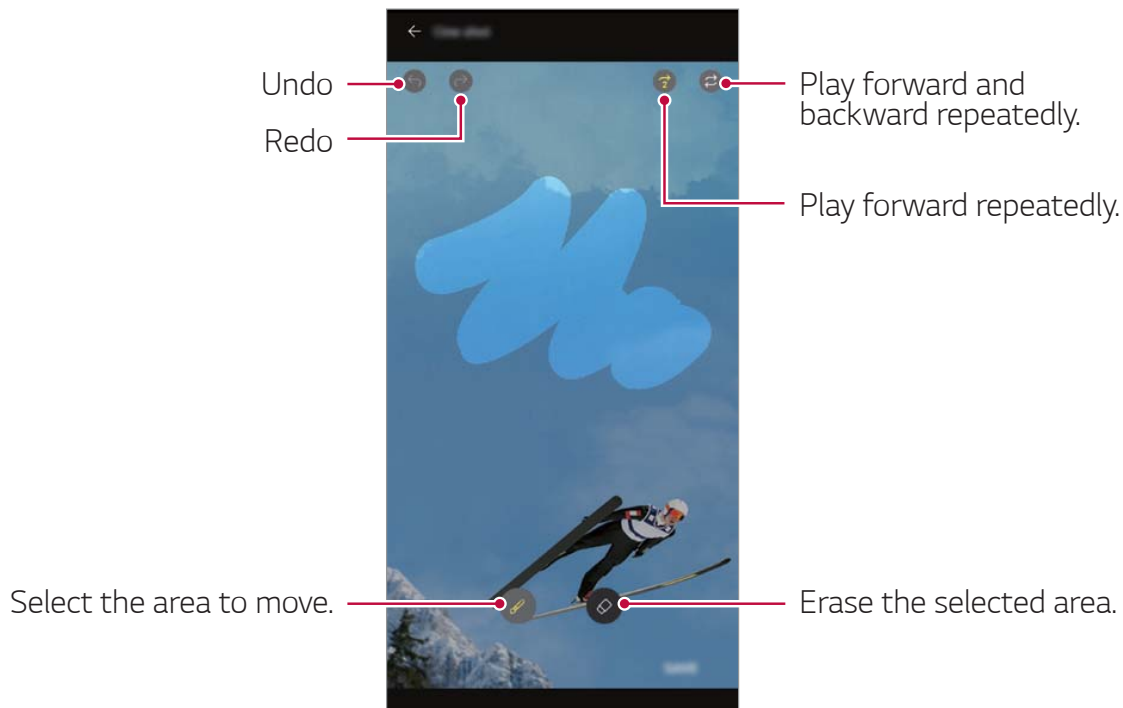 Undo
Redo
Play forward and
backward repeatedly.
Play forward repeatedly.
Select the area to move.
Erase the selected area.